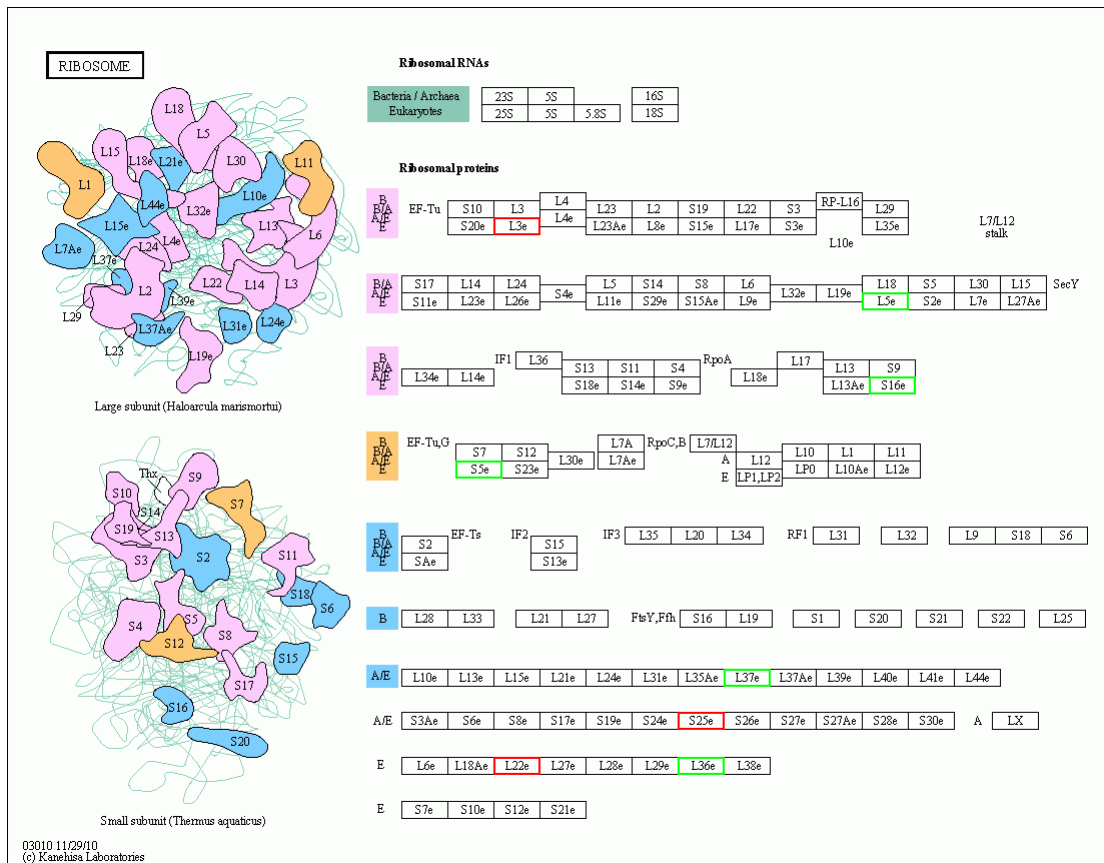 RIBOSOME
Ribosomal RNAs
Bacteria / Archaea 23S 5S 16S
Eukaryotes 25S 5S 5.8S 18S
Ribosomal proteins
B
B/A
A/E
E
EF-Tu S10 L3 L4 L23 L2 S19 L22 S3 RP-L16 L29
S20e L3e L4e L23Ae L8e S15e L17e S3e L10e L35e
L7/L12
stalk
B/A
A/E
E
S17 L14 L24 L5 S14 S8 L6 L18 S5 L30 L15 SecY
S11e L23e L26e S4e L11e S29e S15Ae L9e L32e L19e L5e S2e L7e L27Ae
B
B/A
A/E
E
IF1 L36 S13 S11 S4 RpoA L17 L13 S9
L34e L14e S18e S14e S9e L18e L13Ae S16e
B
B/A
A/E
E
EF-Tu,G S7 S12 L7A RpoC,B L7/L12 L10 L1 L11
S5e S23e L30e L7Ae A L12 LP0 L10Ae L12e
E LP1,LP2
B
B/A
A/E
E
S2 EF-Ts IF2 S15 IF3 L35 L20 L34 RF1 L31 L32 L9 S18 S6
SAe S13e
B L28 L33 L21 L27 FtsY,Ffh S16 L19 S1 S20 S21 S22 L25
A/E L10e L13e L15e L21e L24e L31e L35Ae L37e L37Ae L39e L40e L41e L44e
A/E S3Ae S6e S8e S17e S19e S24e S25e S26e S27e S27Ae S28e S30e A LX
E L6e L18Ae L22e L27e L28e L29e L36e L38e
E S7e S10e S12e S21e
L18
L5
L15
L18e
L21e
L30
L11
L1
L44e
L10e
L32e
L15e
L13
L6
L7Ae
L24
L4e
L37e
L2
L22
L14
L3
L39e
L29
L37Ae
L31e
L24e
L23
L19e
Large subunit (Haloarcula marismortui)
Thx
S9
S10
S14
S7
S19
S13
S3
S2
S11
S18
S6
S4
S5
S8
S12
S15
S17
S16
S20
Small subunit (Thermus aquaticus)
03010 11/29/10
(c) Kanehisa Laboratories